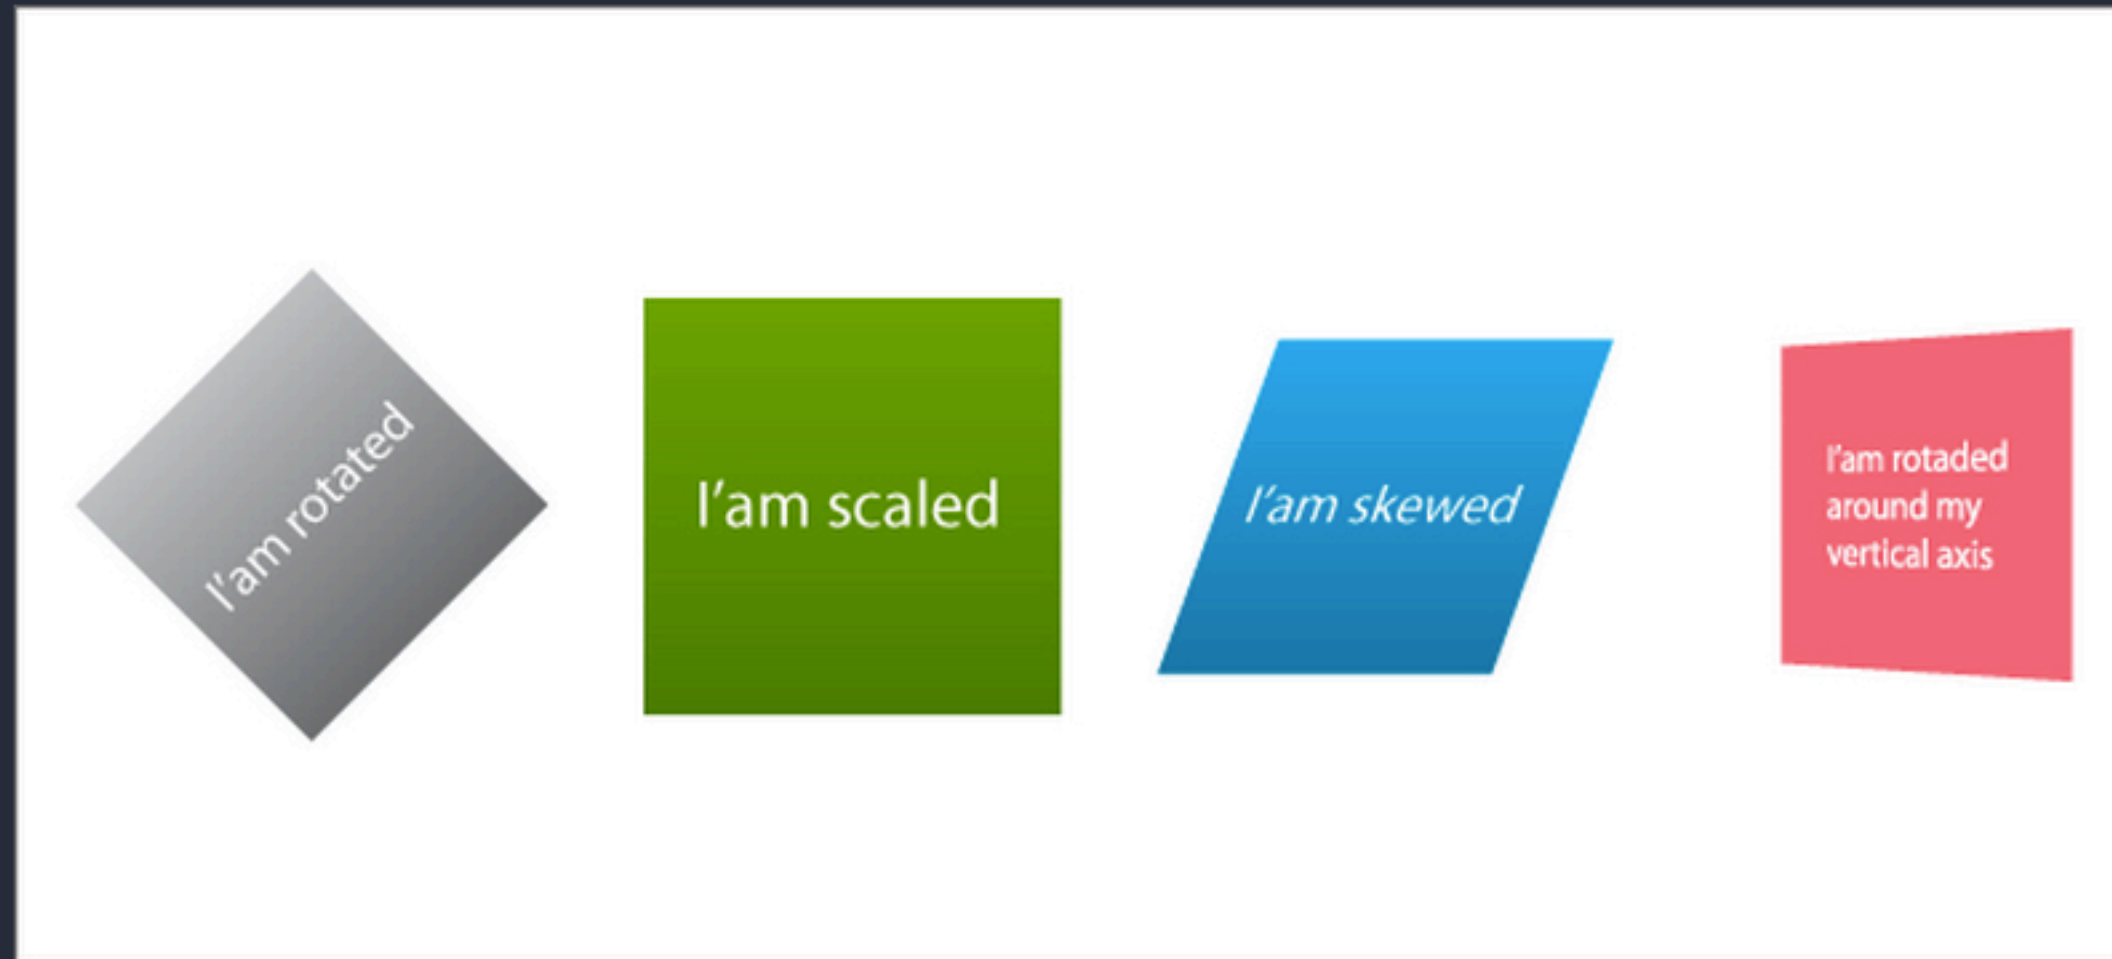 I'am rotated
I'am scaled
I'am skewed
I'am rotaded
around my
vertical axis